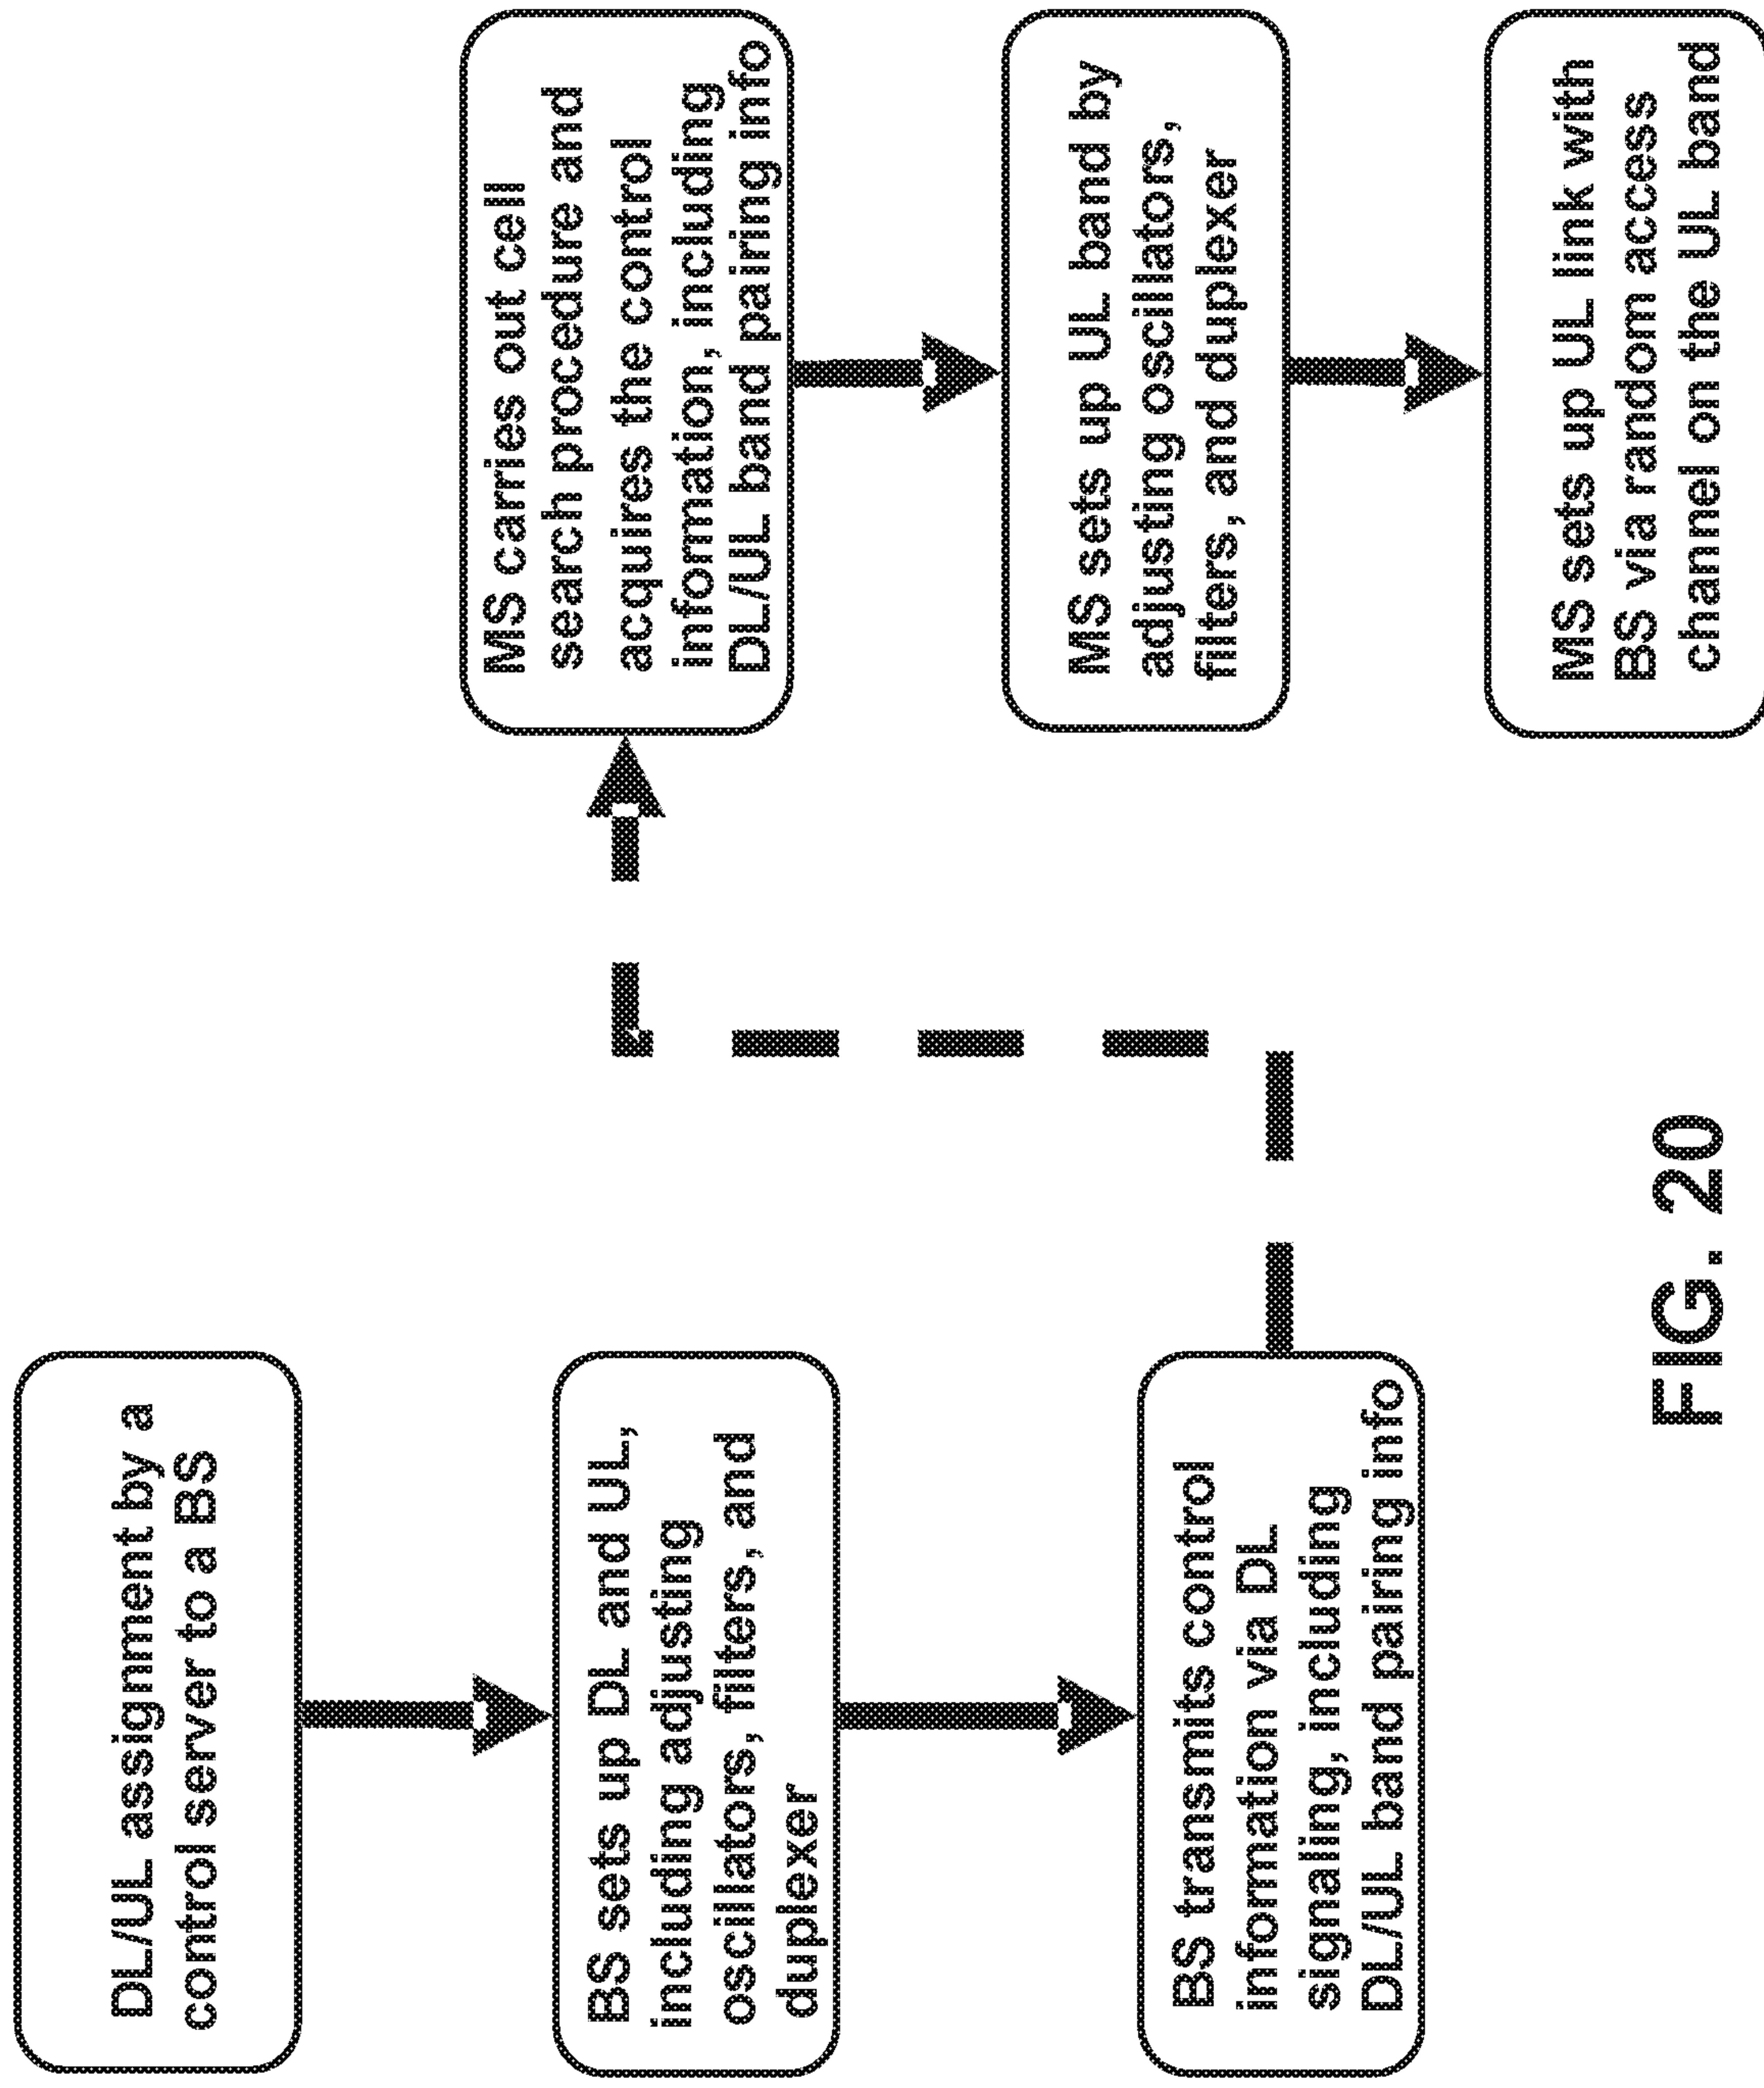 DL/UL assignment by a
control server to a BS
BS sets up DL and UL,
including adjusting
oscillators, filters, and
duplexer
BS transmits control
information via DL
signaling, including
DL/UL band pairing info
MS carries out cell
search procedure and
acquires the control
information, including
DL/UL band pairing info
MS sets up UL band by
adjusting oscillators,
filters, and duplexer
MS sets up UL link with
BS via random access
channel on the UL band
FIG. 20